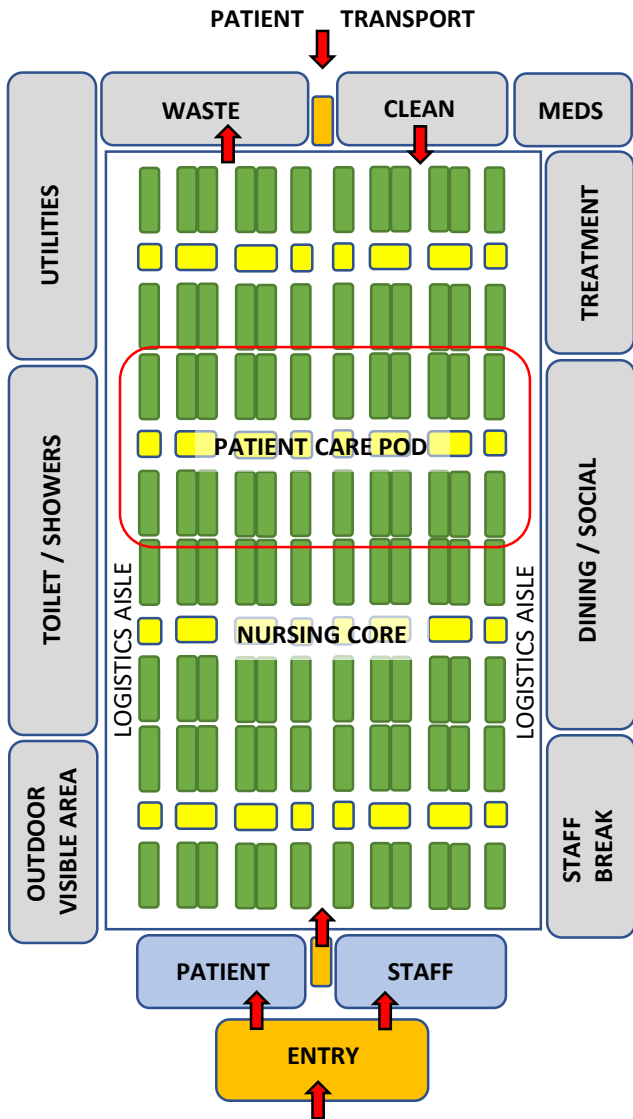 PATIENT TRANSPORT
WASTE
CLEAN
MEDS
UTILITIES
TREATMENT
PATIENT CARE POD
TOILET / SHOWERS
LOGISTICS AISLE
NURSING CORE
LOGISTICS AISLE
DINING / SOCIAL
OUTDOOR
VISIBLE AREA
STAFF
BREAK
PATIENT
STAFF
ENTRY